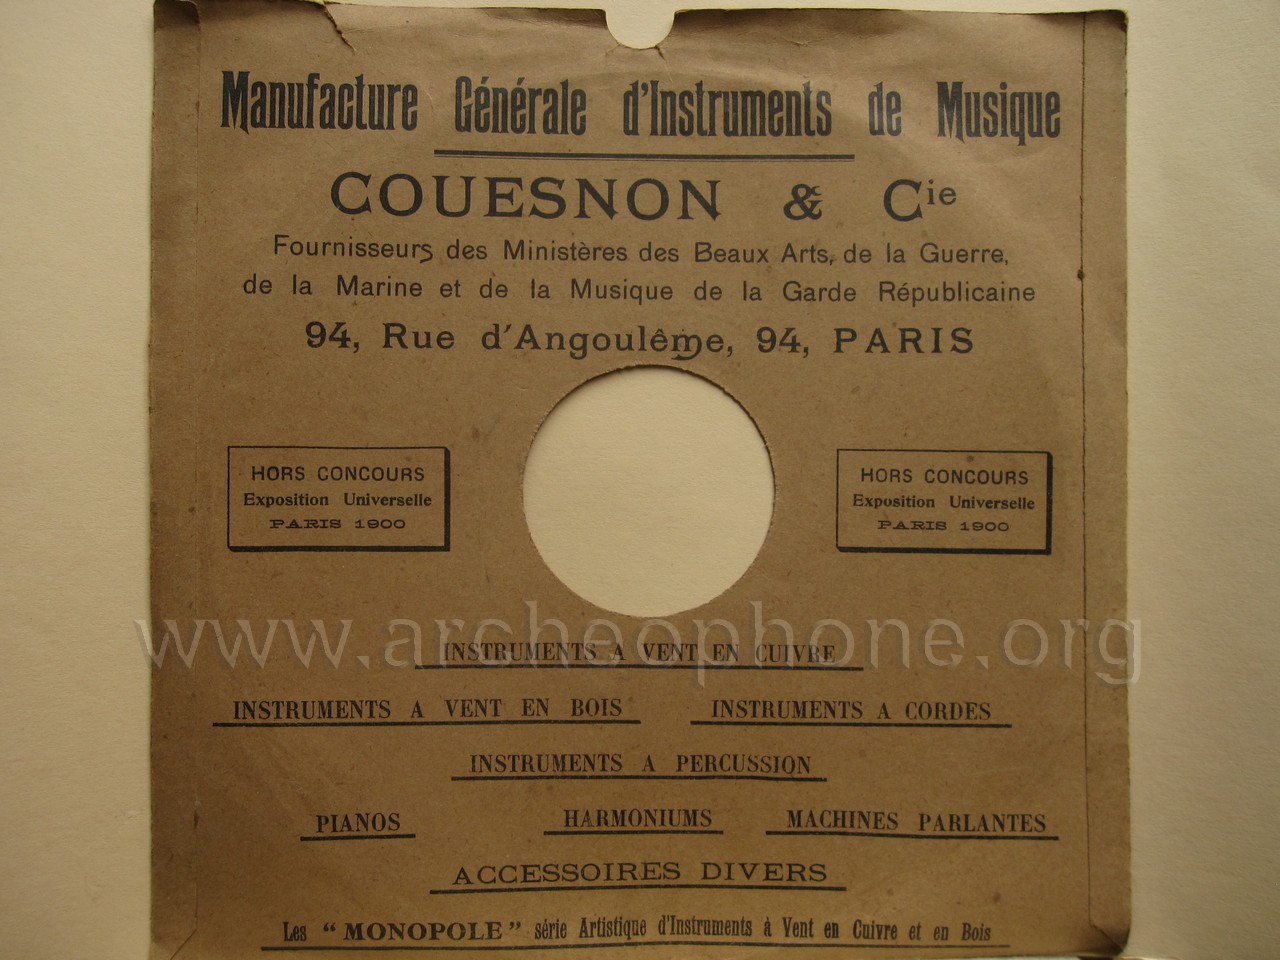 Manufacture Générale d'Instruments de Musique
COUESNON & Cie
Fournisseurs des Ministères des Beaux Arts, de la Guerre,
de la Marine et de la Musique de la Garde Républicaine
94, Rue d'Angoulême, 94, PARIS
HORS CONCOURS
Exposition Universelle
PARIS 1900
HORS CONCOURS
Exposition Universelle
PARIS 1900
www.archeophone.org
INSTRUMENTS A VENT EN CUIVRE
INSTRUMENTS A VENT EN BOIS
INSTRUMENTS A CORDES
INSTRUMENTS A PERCUSSION
PIANOS
HARMONIUMS
MACHINES PARLANTES
ACCESSOIRES DIVERS
Les "MONOPOLE" série Artistique d'Instruments à Vent en Cuivre et en Bois